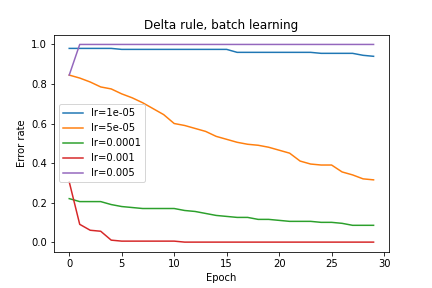 Delta rule, batch learning
Error rate
1.0
0.8
0.6
0.4
0.2
0.0
lr=1e-05
lr=5e-05
lr=0.0001
lr=0.001
lr=0.005
0 5 10 15 20 25 30
Epoch